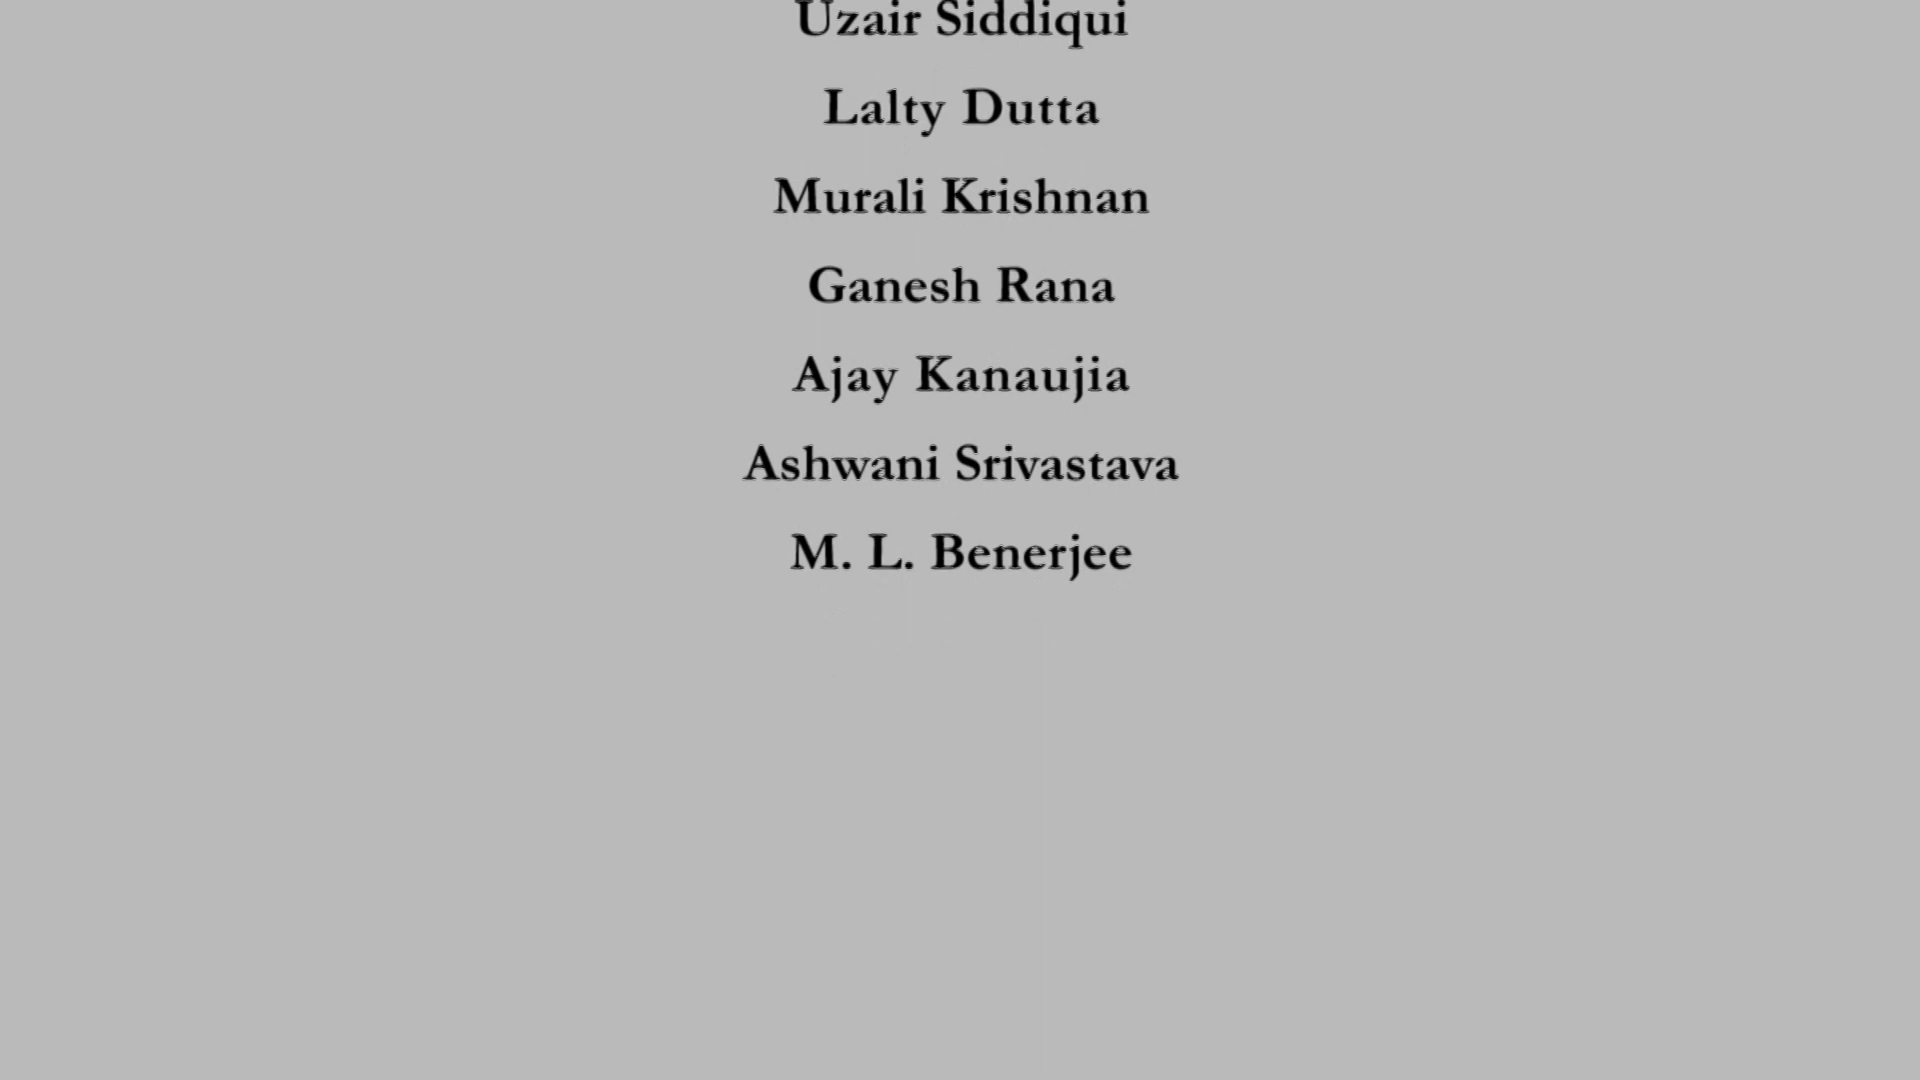 Uzair Siddiqui
Lalty Dutta
Murali Krishnan
Ganesh Rana
Ajay Kanaujia
Ashwani Srivastava
M. L. Benerjee